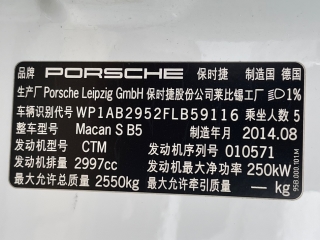 品牌 PORSCHE 保时捷 制造国 德国
生产厂 Porsche Leipzig GmbH 保时捷股份公司莱比锡工厂 1%
车辆识别代号 WP1AB2952FLB59116 乘坐人数 5
整车型号 Macan S B5 制造年月 2014.08
发动机型号 CTM 发动机序列号 010571
发动机排量 2997cc 发动机最大净功率 250kW
最大允许总质量 2550kg 最大允许牵引质量 — kg
95B.000.101.M